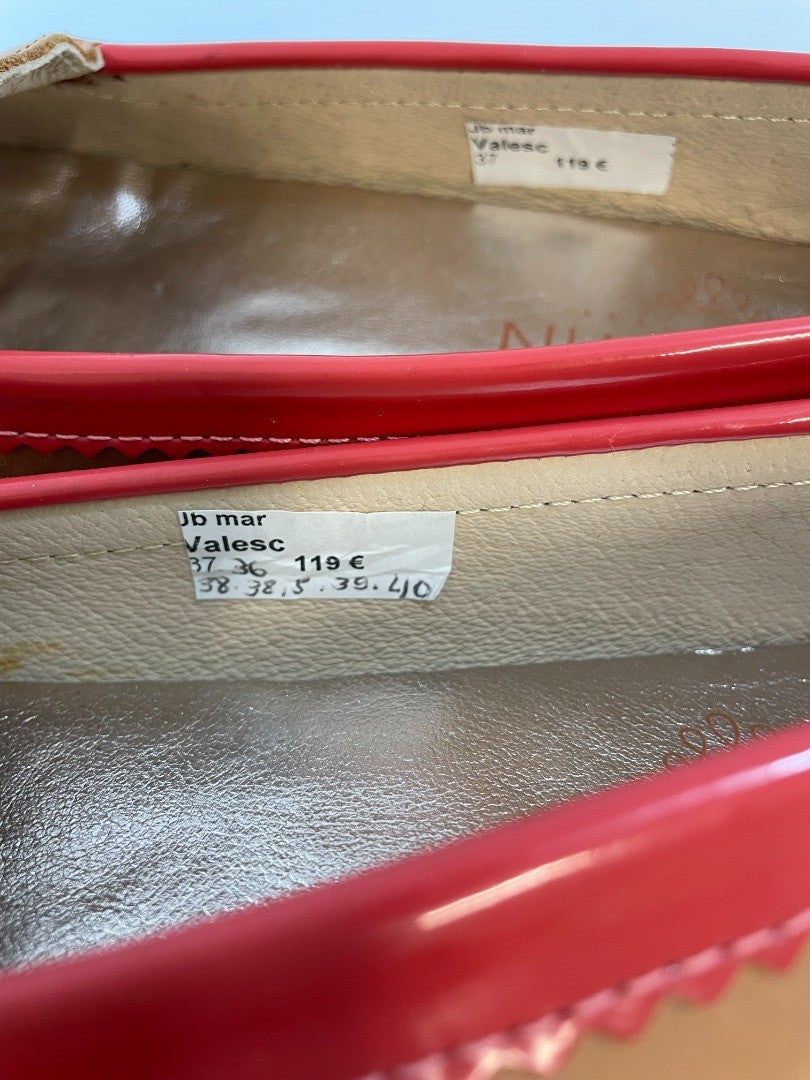 Jb mar
Valesc
37 119 €
Jb mar
Valesc
37 36 119 €
38.38,5.39.40